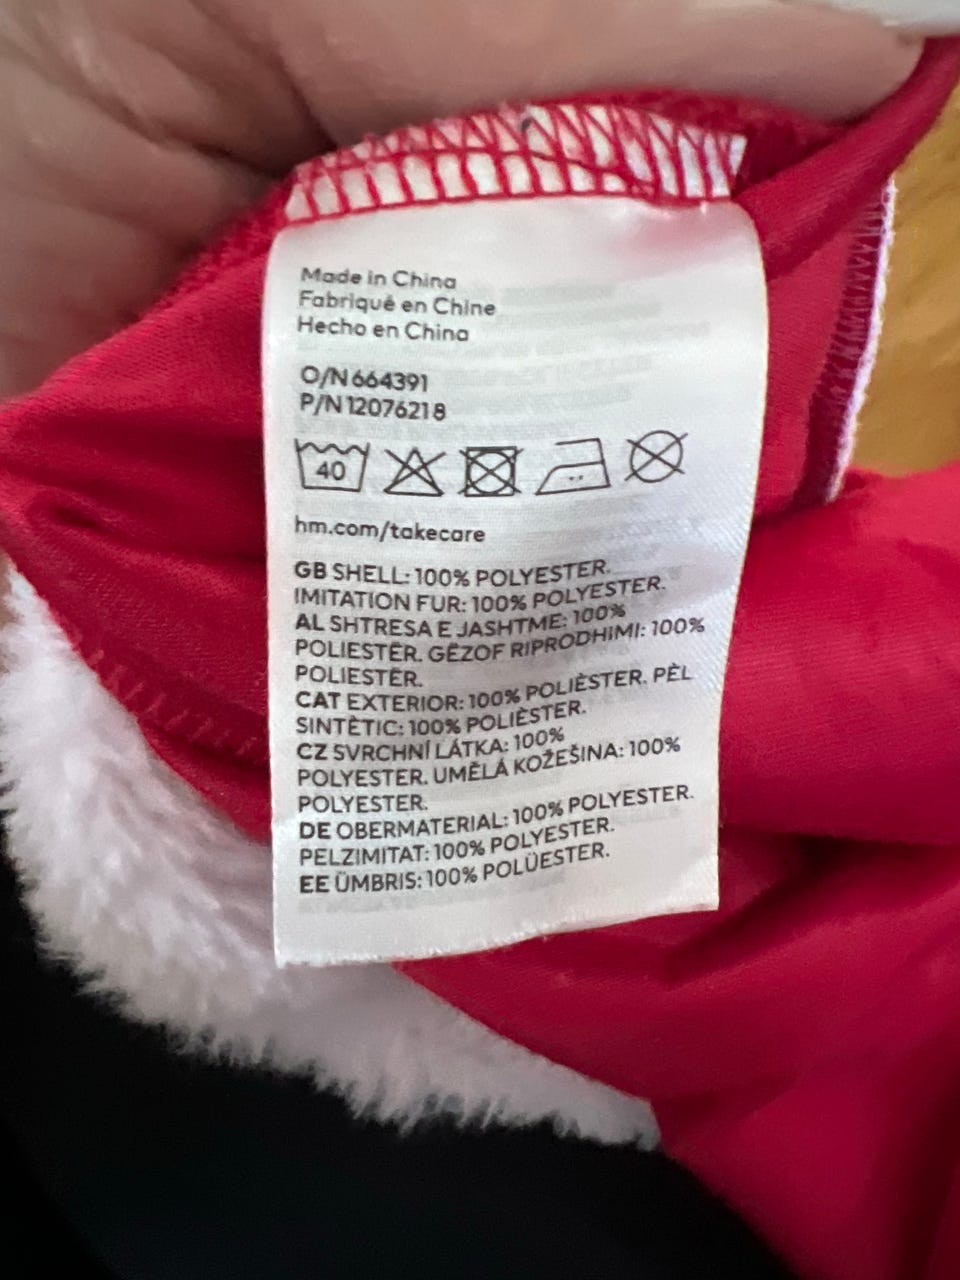 Made in China
Fabriqué en Chine
Hecho en China
O/N 664391
P/N 12076218
40
hm.com/takecare
GB SHELL: 100% POLYESTER.
IMITATION FUR: 100% POLYESTER.
AL SHTRESA E JASHTME: 100%
POLIESTËR. GËZOF RIPRODHIMI: 100%
POLIESTËR.
CAT EXTERIOR: 100% POLIÈSTER. PÈL
SINTÈTIC: 100% POLIÈSTER.
CZ SVRCHNÍ LÁTKA: 100%
POLYESTER. UMĚLÁ KOŽEŠINA: 100%
POLYESTER.
DE OBERMATERIAL: 100% POLYESTER.
PELZIMITAT: 100% POLYESTER.
EE ÜMBRIS: 100% POLÜESTER.